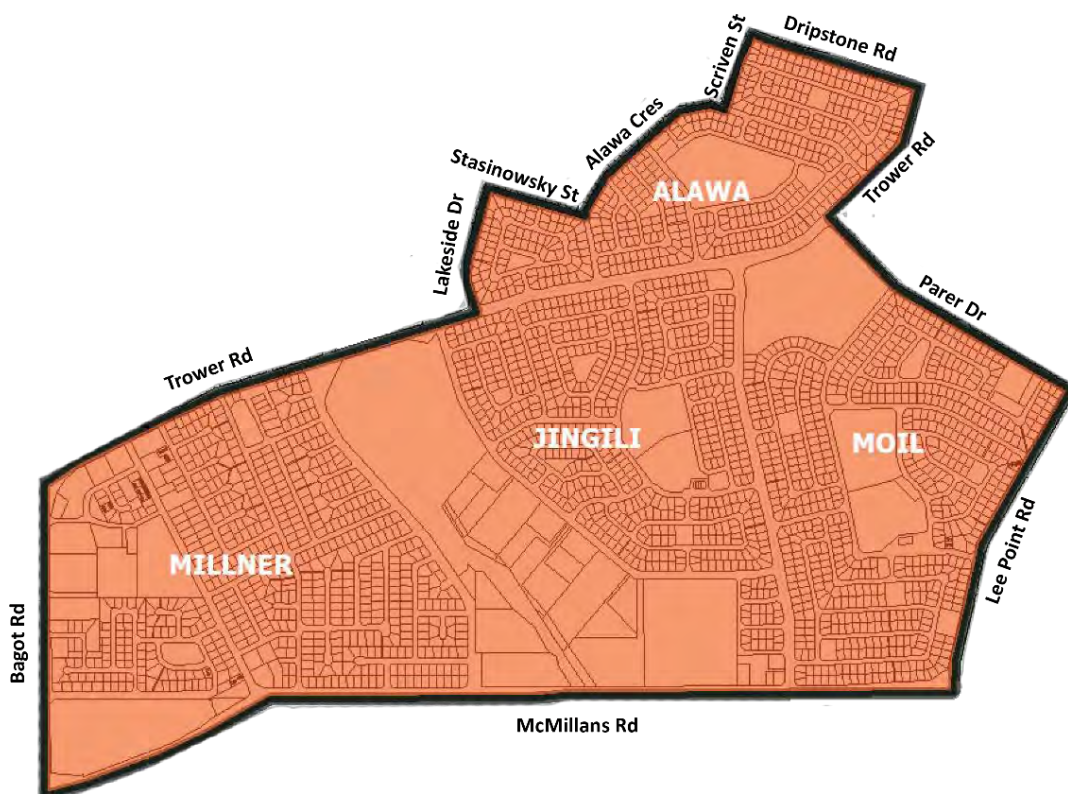 Dripstone Rd
Scriven St
Alawa Cres
Trower Rd
Stasinowsky St
ALAWA
Lakeside Dr
Parer Dr
Trower Rd
JINGILI
MOIL
MILLNER
Lee Point Rd
Bagot Rd
McMillans Rd